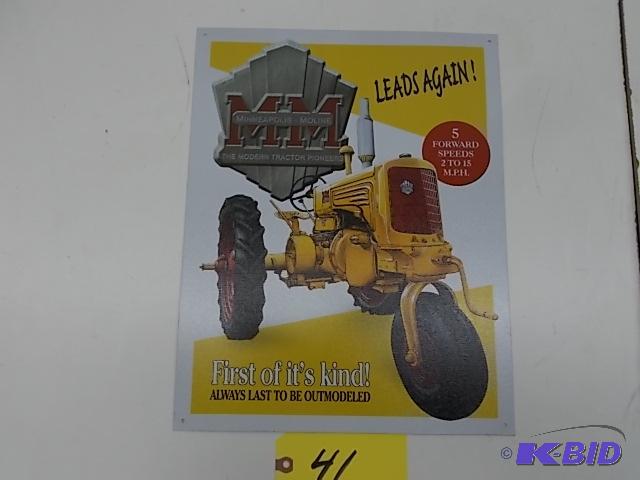 LEADS AGAIN!
MM
MINNEAPOLIS-MOLINE
THE MODERN TRACTOR PIONEERS
5
FORWARD
SPEEDS
2 TO 15
M.P.H.
First of it's kind!
ALWAYS LAST TO BE OUTMODELED
41
© K-BID